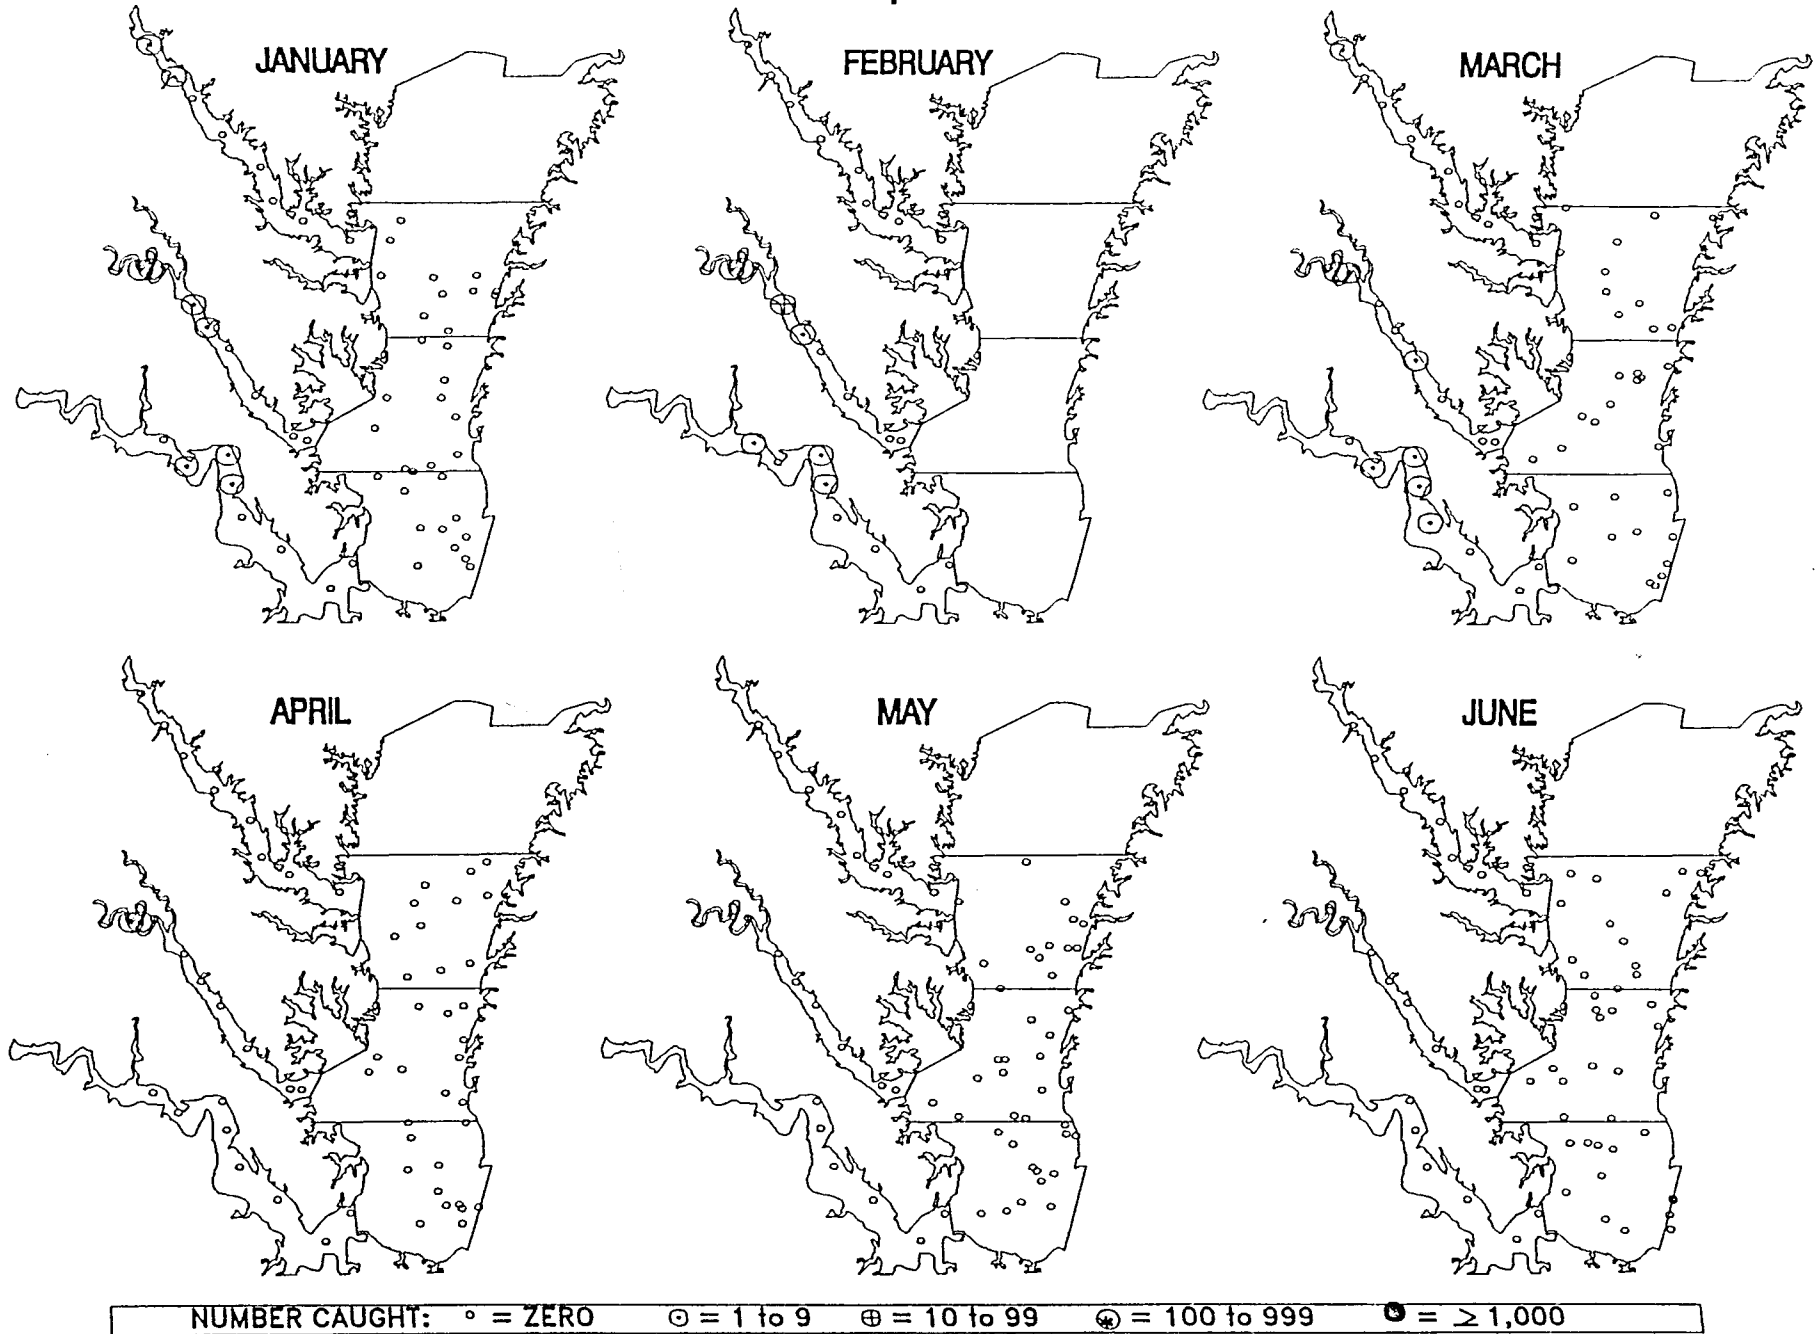 JANUARY FEBRUARY MARCH
APRIL MAY JUNE
NUMBER CAUGHT: ∘ = ZERO ⊙ = 1 to 9 ⊕ = 10 to 99 ⊛ = 100 to 999 = ≥ 1,000